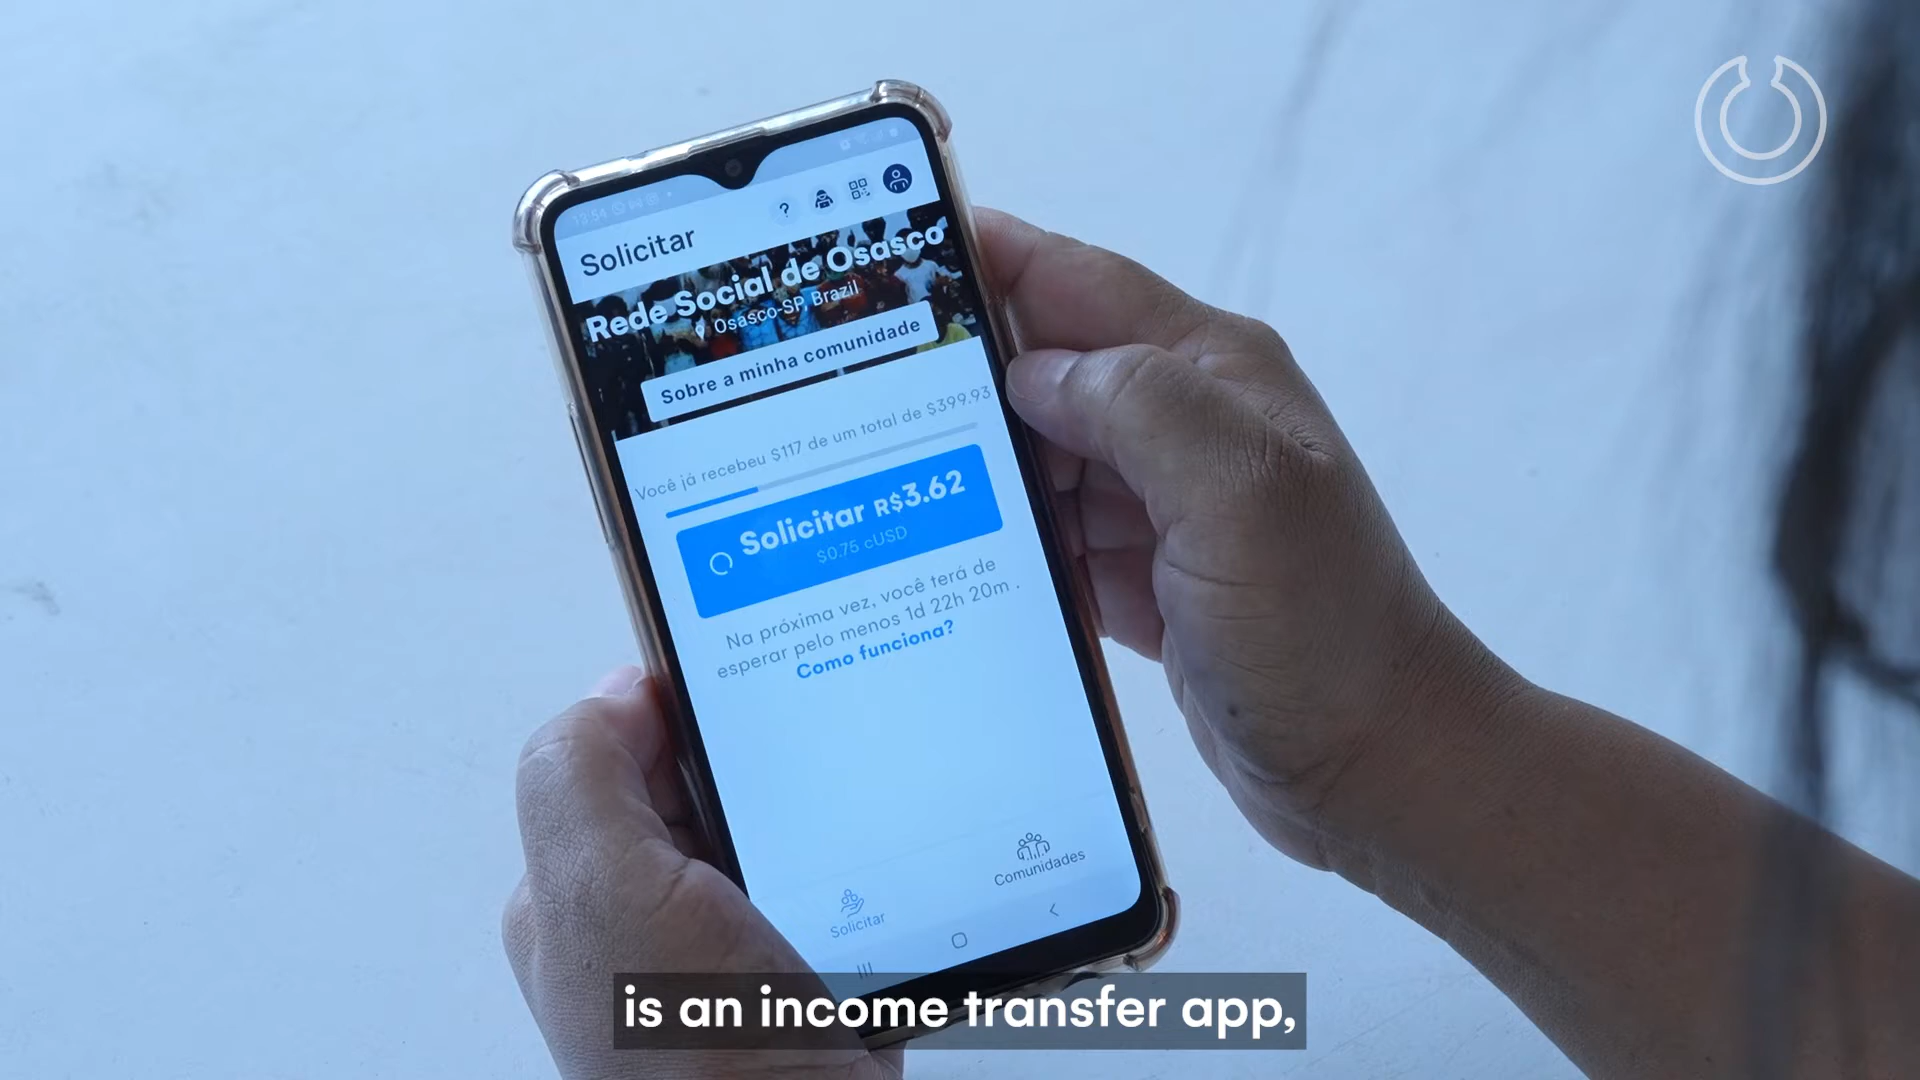 13:54
Solicitar
Rede Social de Osasco
Osasco-SP, Brazil
Sobre a minha comunidade
Você já recebeu $117 de um total de $399.93
Solicitar R$3.62
$0.75 cUSD
Na próxima vez, você terá de
esperar pelo menos 1d 22h 20m .
Como funciona?
Solicitar
Comunidades
is an income transfer app,